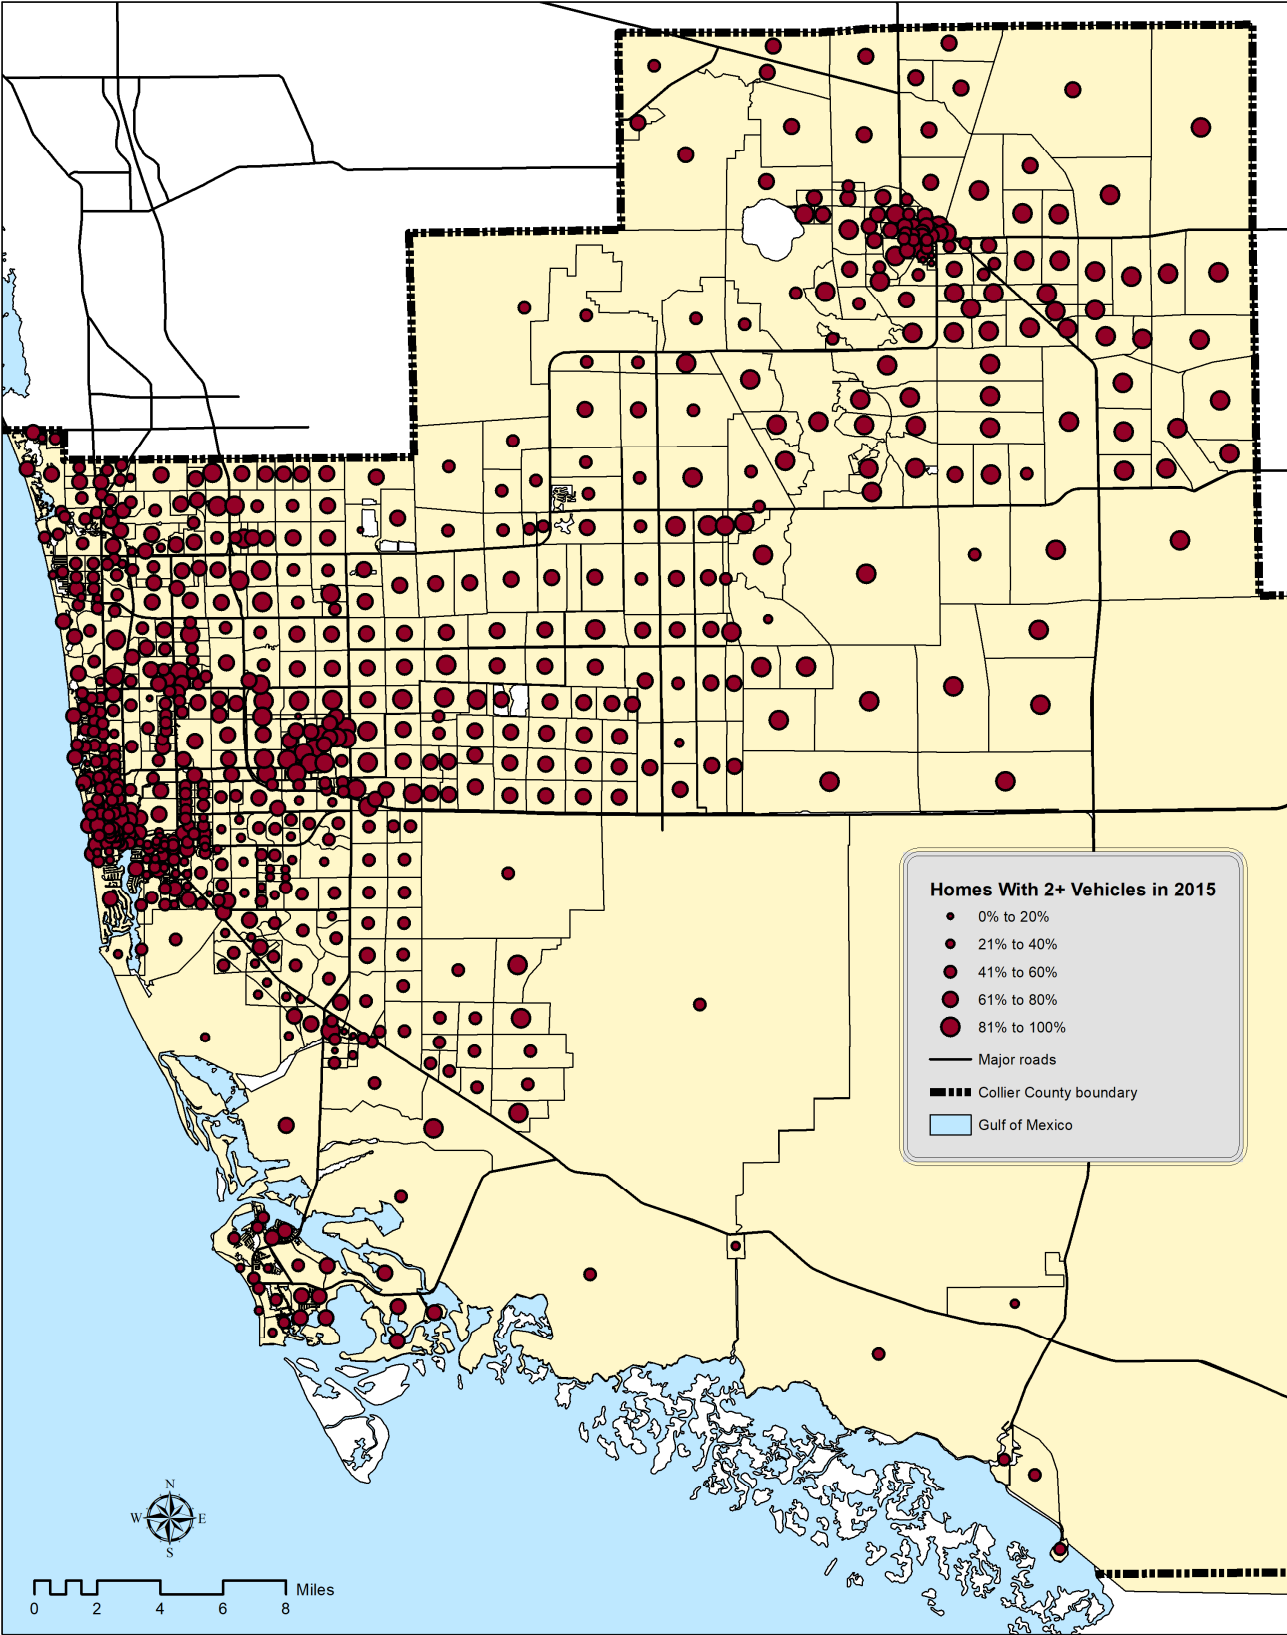 Homes With 2+ Vehicles in 2015
0% to 20%
21% to 40%
41% to 60%
61% to 80%
81% to 100%
Major roads
Collier County boundary
Gulf of Mexico
N
W E
S
Miles
0 2 4 6 8